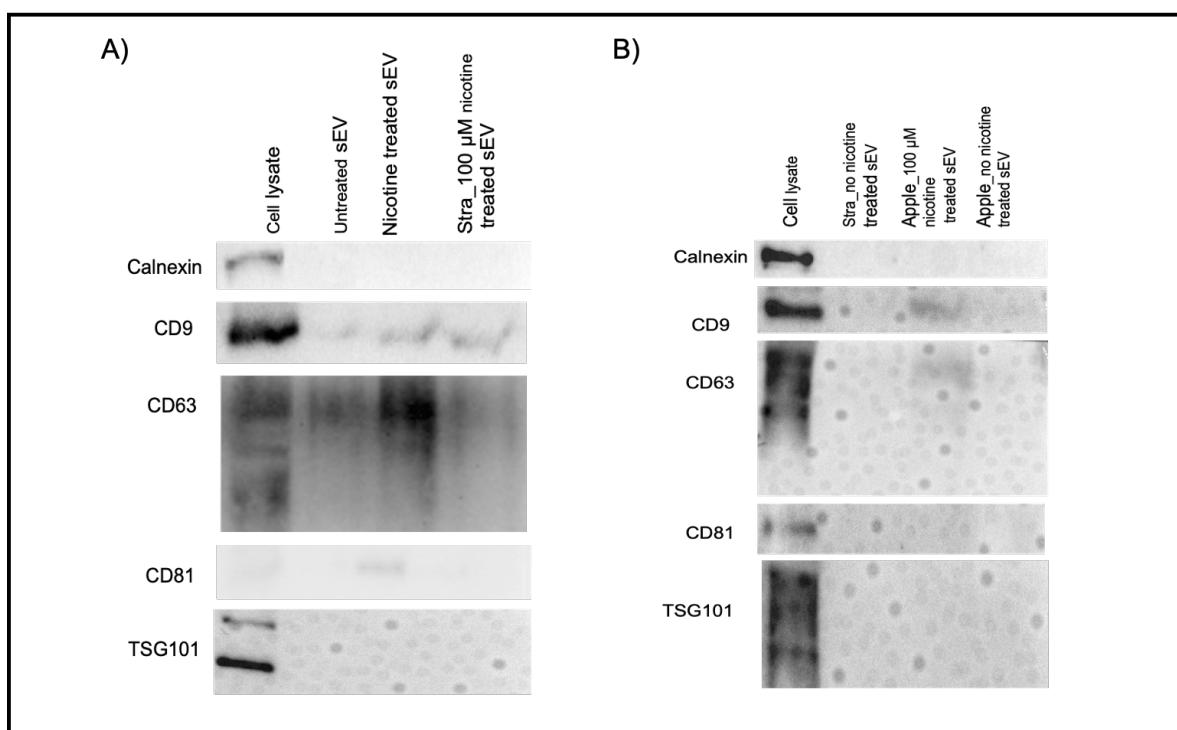 A)
Cell lysate
Untreated sEV
Nicotine treated sEV
Stra_100 µM nicotine
treated sEV
Calnexin
CD9
CD63
CD81
TSG101
B)
Cell lysate
Stra_no nicotine
treated sEV
Apple_100 µM
nicotine
treated sEV
Apple_no nicotine
treated sEV
Calnexin
CD9
CD63
CD81
TSG101